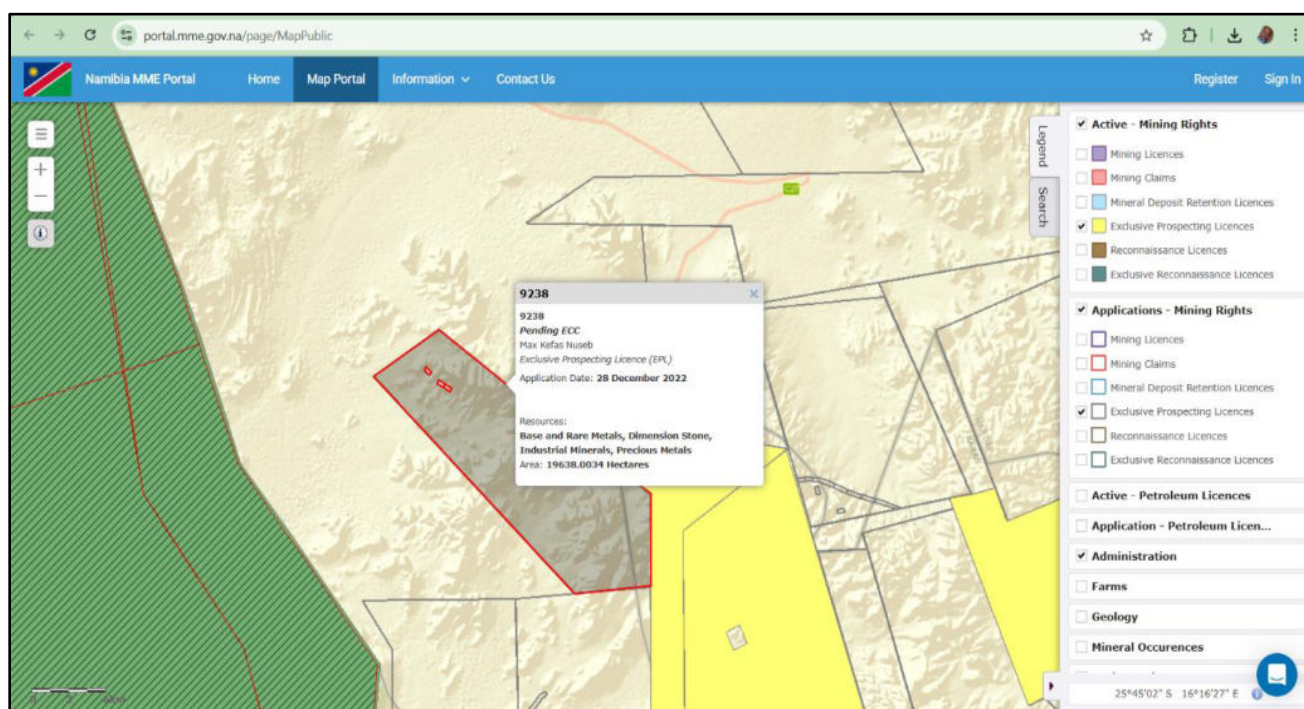 portal.mme.gov.na/page/MapPublic
Namibia MME Portal Home Map Portal Information Contact Us Register Sign In
Legend
Search
9238
9238
Pending ECC
Max Kefas Nuseb
Exclusive Prospecting Licence (EPL)
Application Date: 28 December 2022
Resources:
Base and Rare Metals, Dimension Stone,
Industrial Minerals, Precious Metals
Area: 19638.0034 Hectares
Active - Mining Rights
Mining Licences
Mining Claims
Mineral Deposit Retention Licences
Exclusive Prospecting Licences
Reconnaissance Licences
Exclusive Reconnaissance Licences
Applications - Mining Rights
Mining Licences
Mining Claims
Mineral Deposit Retention Licences
Exclusive Prospecting Licences
Reconnaissance Licences
Exclusive Reconnaissance Licences
Active - Petroleum Licences
Application - Petroleum Licen...
Administration
Farms
Geology
Mineral Occurences
25°45'02" S 16°16'27" E